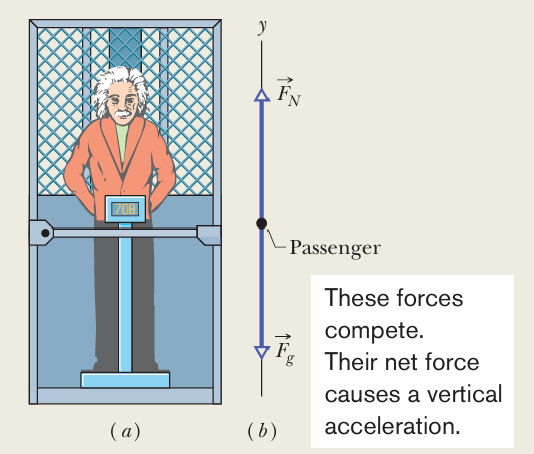 y
F_N
708
Passenger
F_g
These forces
compete.
Their net force
causes a vertical
acceleration.
(a)
(b)